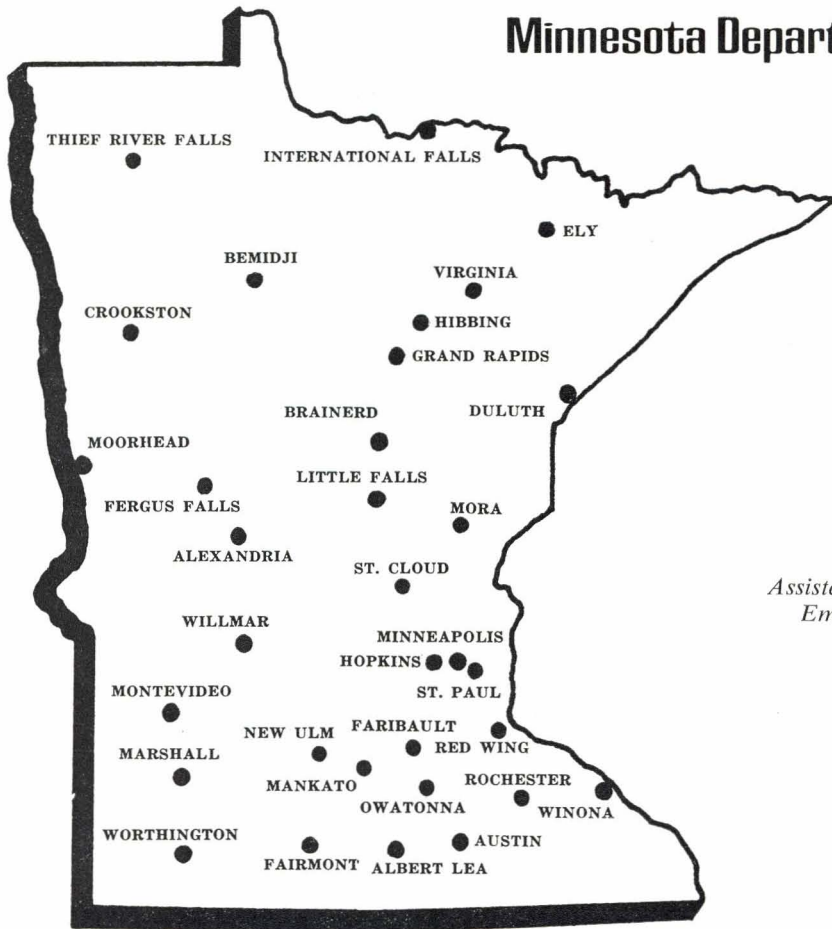 Minnesota Depart
THIEF RIVER FALLS
INTERNATIONAL FALLS
ELY
BEMIDJI
VIRGINIA
CROOKSTON
HIBBING
GRAND RAPIDS
DULUTH
BRAINERD
MOORHEAD
LITTLE FALLS
FERGUS FALLS
MORA
ALEXANDRIA
ST. CLOUD
Assiste
Em
WILLMAR
MINNEAPOLIS
HOPKINS
ST. PAUL
MONTEVIDEO
NEW ULM
FARIBAULT
RED WING
MARSHALL
MANKATO
ROCHESTER
OWATONNA
WINONA
WORTHINGTON
AUSTIN
FAIRMONT
ALBERT LEA